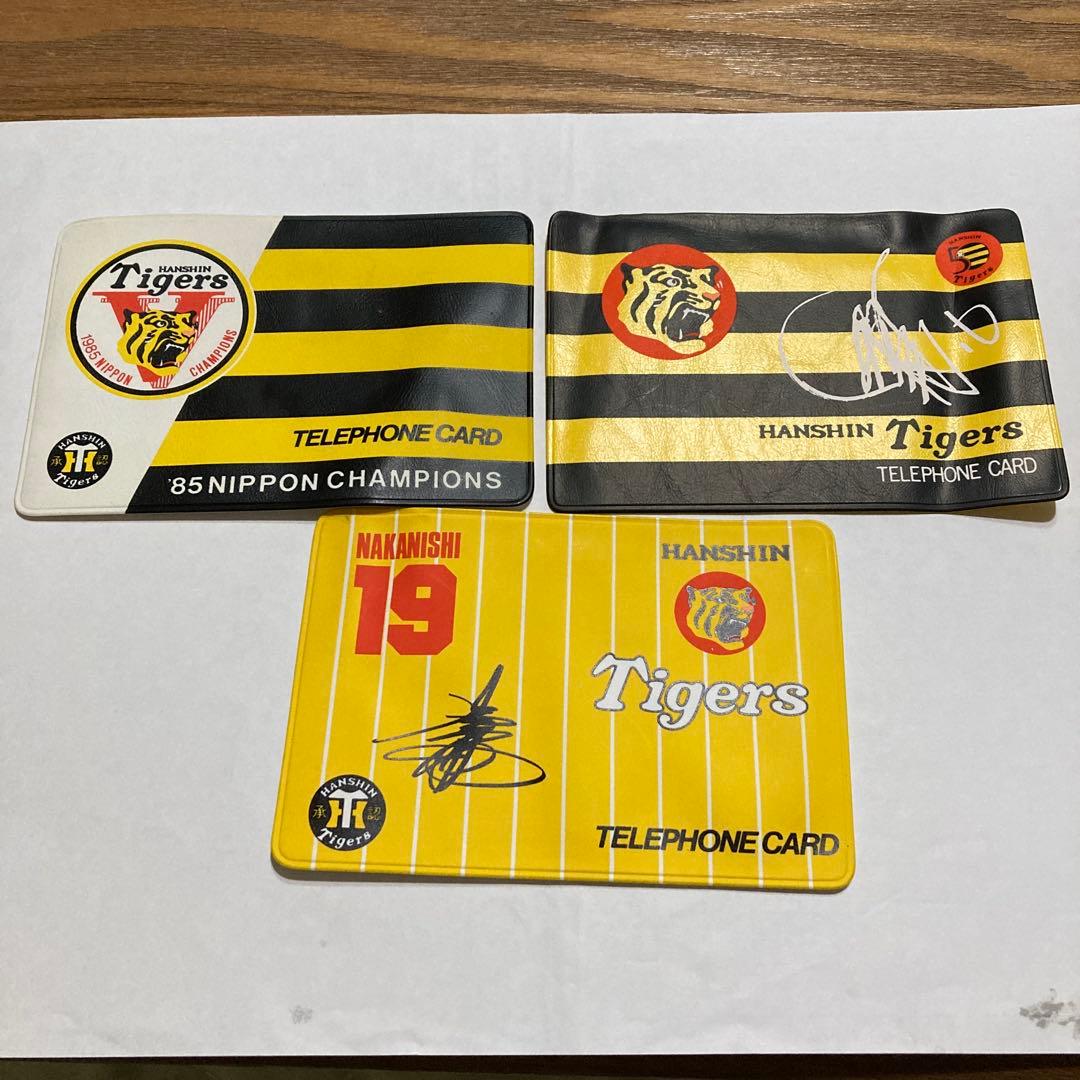 HANSHIN
Tigers
1985 NIPPON CHAMPIONS
TELEPHONE CARD
'85 NIPPON CHAMPIONS
HANSHIN
承 認
Tigers
HANSHIN
50
Tigers
HANSHIN Tigers
TELEPHONE CARD
NAKANISHI
19
HANSHIN
Tigers
HANSHIN
承 認
Tigers
TELEPHONE CARD